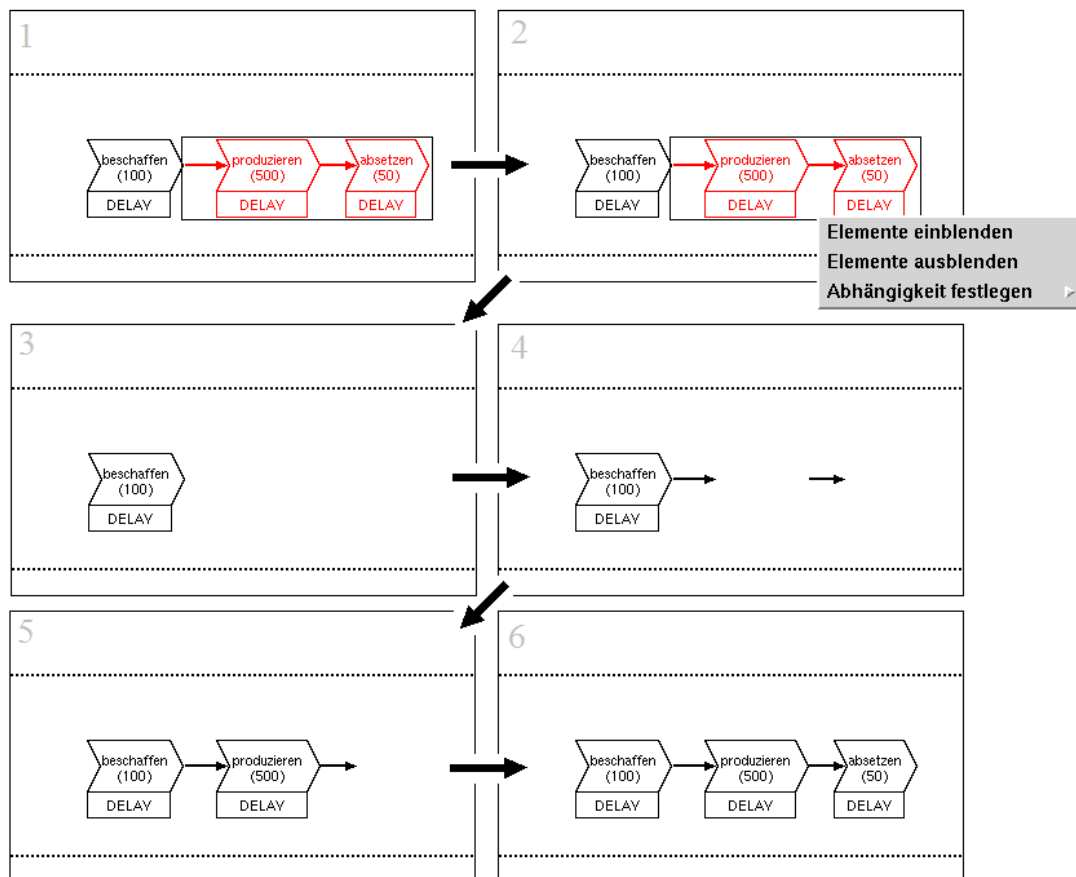 1
beschaffen
(100)
DELAY
produzieren
(500)
DELAY
absetzen
(50)
DELAY
2
beschaffen
(100)
DELAY
produzieren
(500)
DELAY
absetzen
(50)
DELAY
Elemente einblenden
Elemente ausblenden
Abhängigkeit festlegen
3
beschaffen
(100)
DELAY
4
beschaffen
(100)
DELAY
5
beschaffen
(100)
DELAY
produzieren
(500)
DELAY
6
beschaffen
(100)
DELAY
produzieren
(500)
DELAY
absetzen
(50)
DELAY